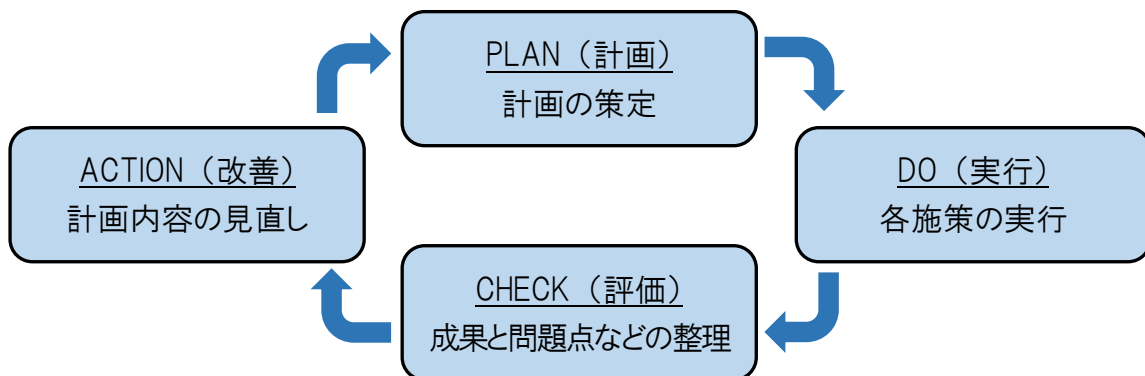 PLAN（計画）
計画の策定
DO（実行）
各施策の実行
CHECK（評価）
成果と問題点などの整理
ACTION（改善）
計画内容の見直し